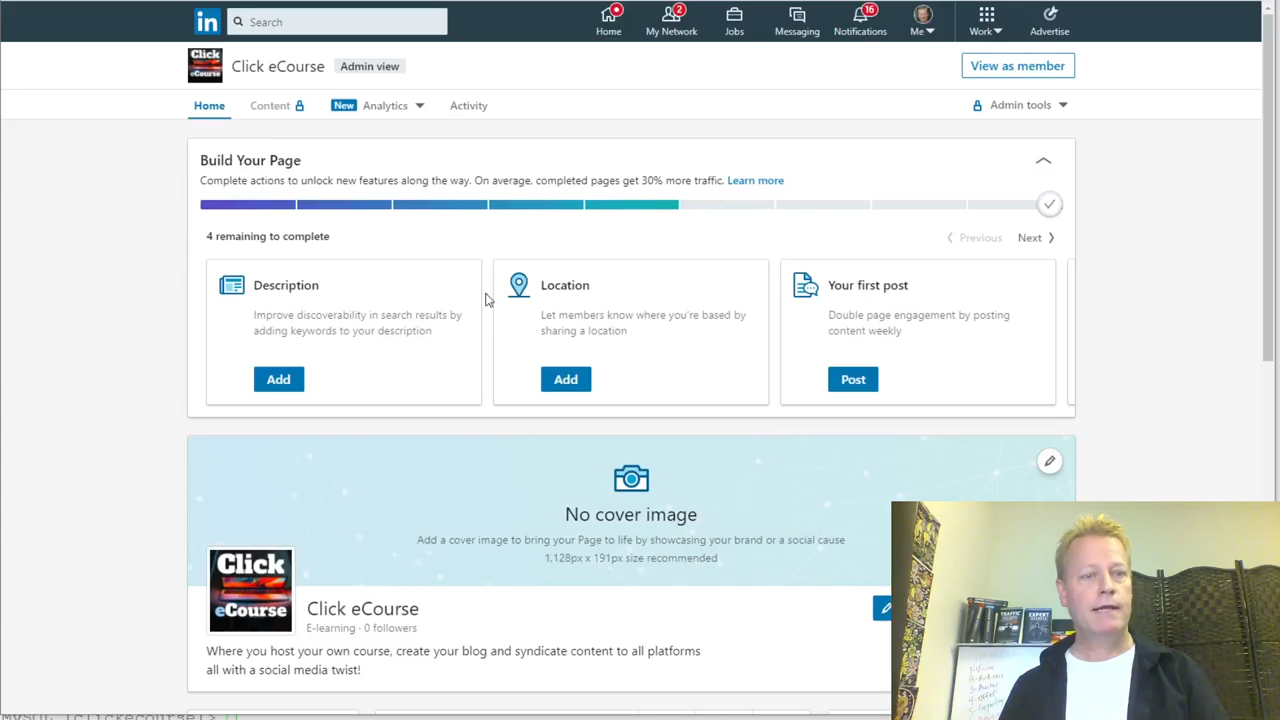 in
Search
2
16
Home
My Network
Jobs
Messaging
Notifications
Me
Work
Advertise
Click
eCourse
Click eCourse
Admin view
View as member
Home
Content
New
Analytics
Activity
Admin tools
Build Your Page
Complete actions to unlock new features along the way. On average, completed pages get 30% more traffic. Learn more
4 remaining to complete
Previous
Next
Description
Improve discoverability in search results by
adding keywords to your description
Add
Location
Let members know where you're based by
sharing a location
Add
Your first post
Double page engagement by posting
content weekly
Post
No cover image
Add a cover image to bring your Page to life by showcasing your brand or a social cause
1,128px x 191px size recommended
Click
eCourse
Click eCourse
E-learning · 0 followers
Where you host your own course, create your blog and syndicate content to all platforms
all with a social media twist!
TRAFFIC
EXPERT